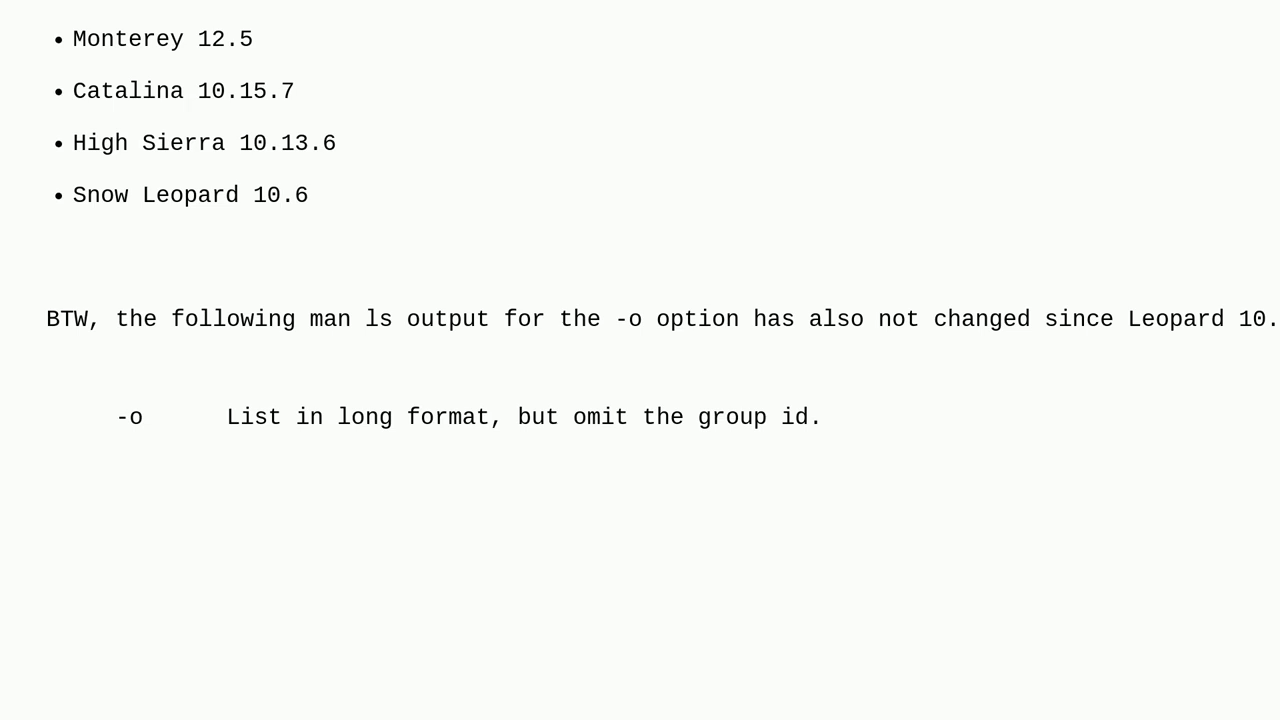 • Monterey 12.5
• Catalina 10.15.7
• High Sierra 10.13.6
• Snow Leopard 10.6
BTW, the following man ls output for the -o option has also not changed since Leopard 10.
-o      List in long format, but omit the group id.